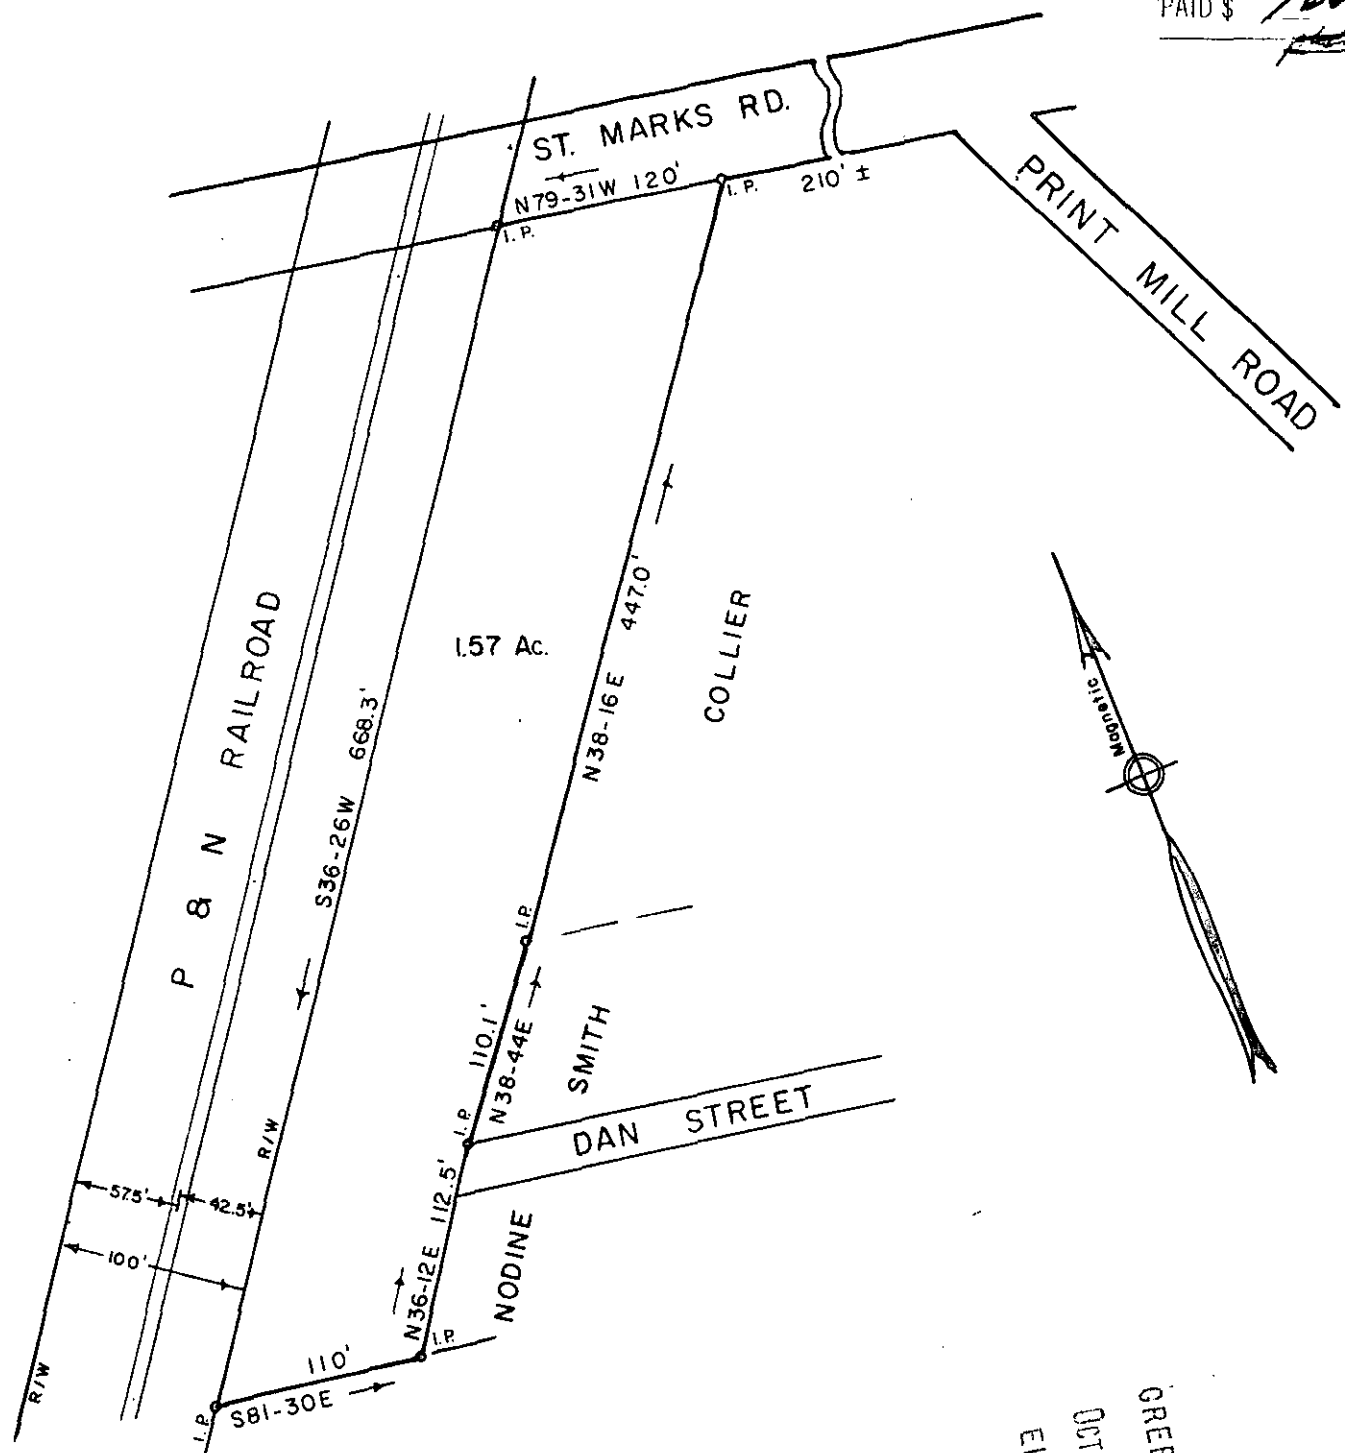 PAID $
ST. MARKS RD.
N79-31W 120'
I.P.
I.P.
210' ±
PRINT MILL ROAD
P & N RAILROAD
S36-26W 668.3'
1.57 Ac.
N38-16E 447.0'
COLLIER
Magnetic
I.P.
N38-44E 110.1'
SMITH
I.P.
DAN STREET
R/W
57.5'
42.5'
100'
N36-12E 112.5'
NODINE
I.P.
110'
S81-30E
I.P.
R/W